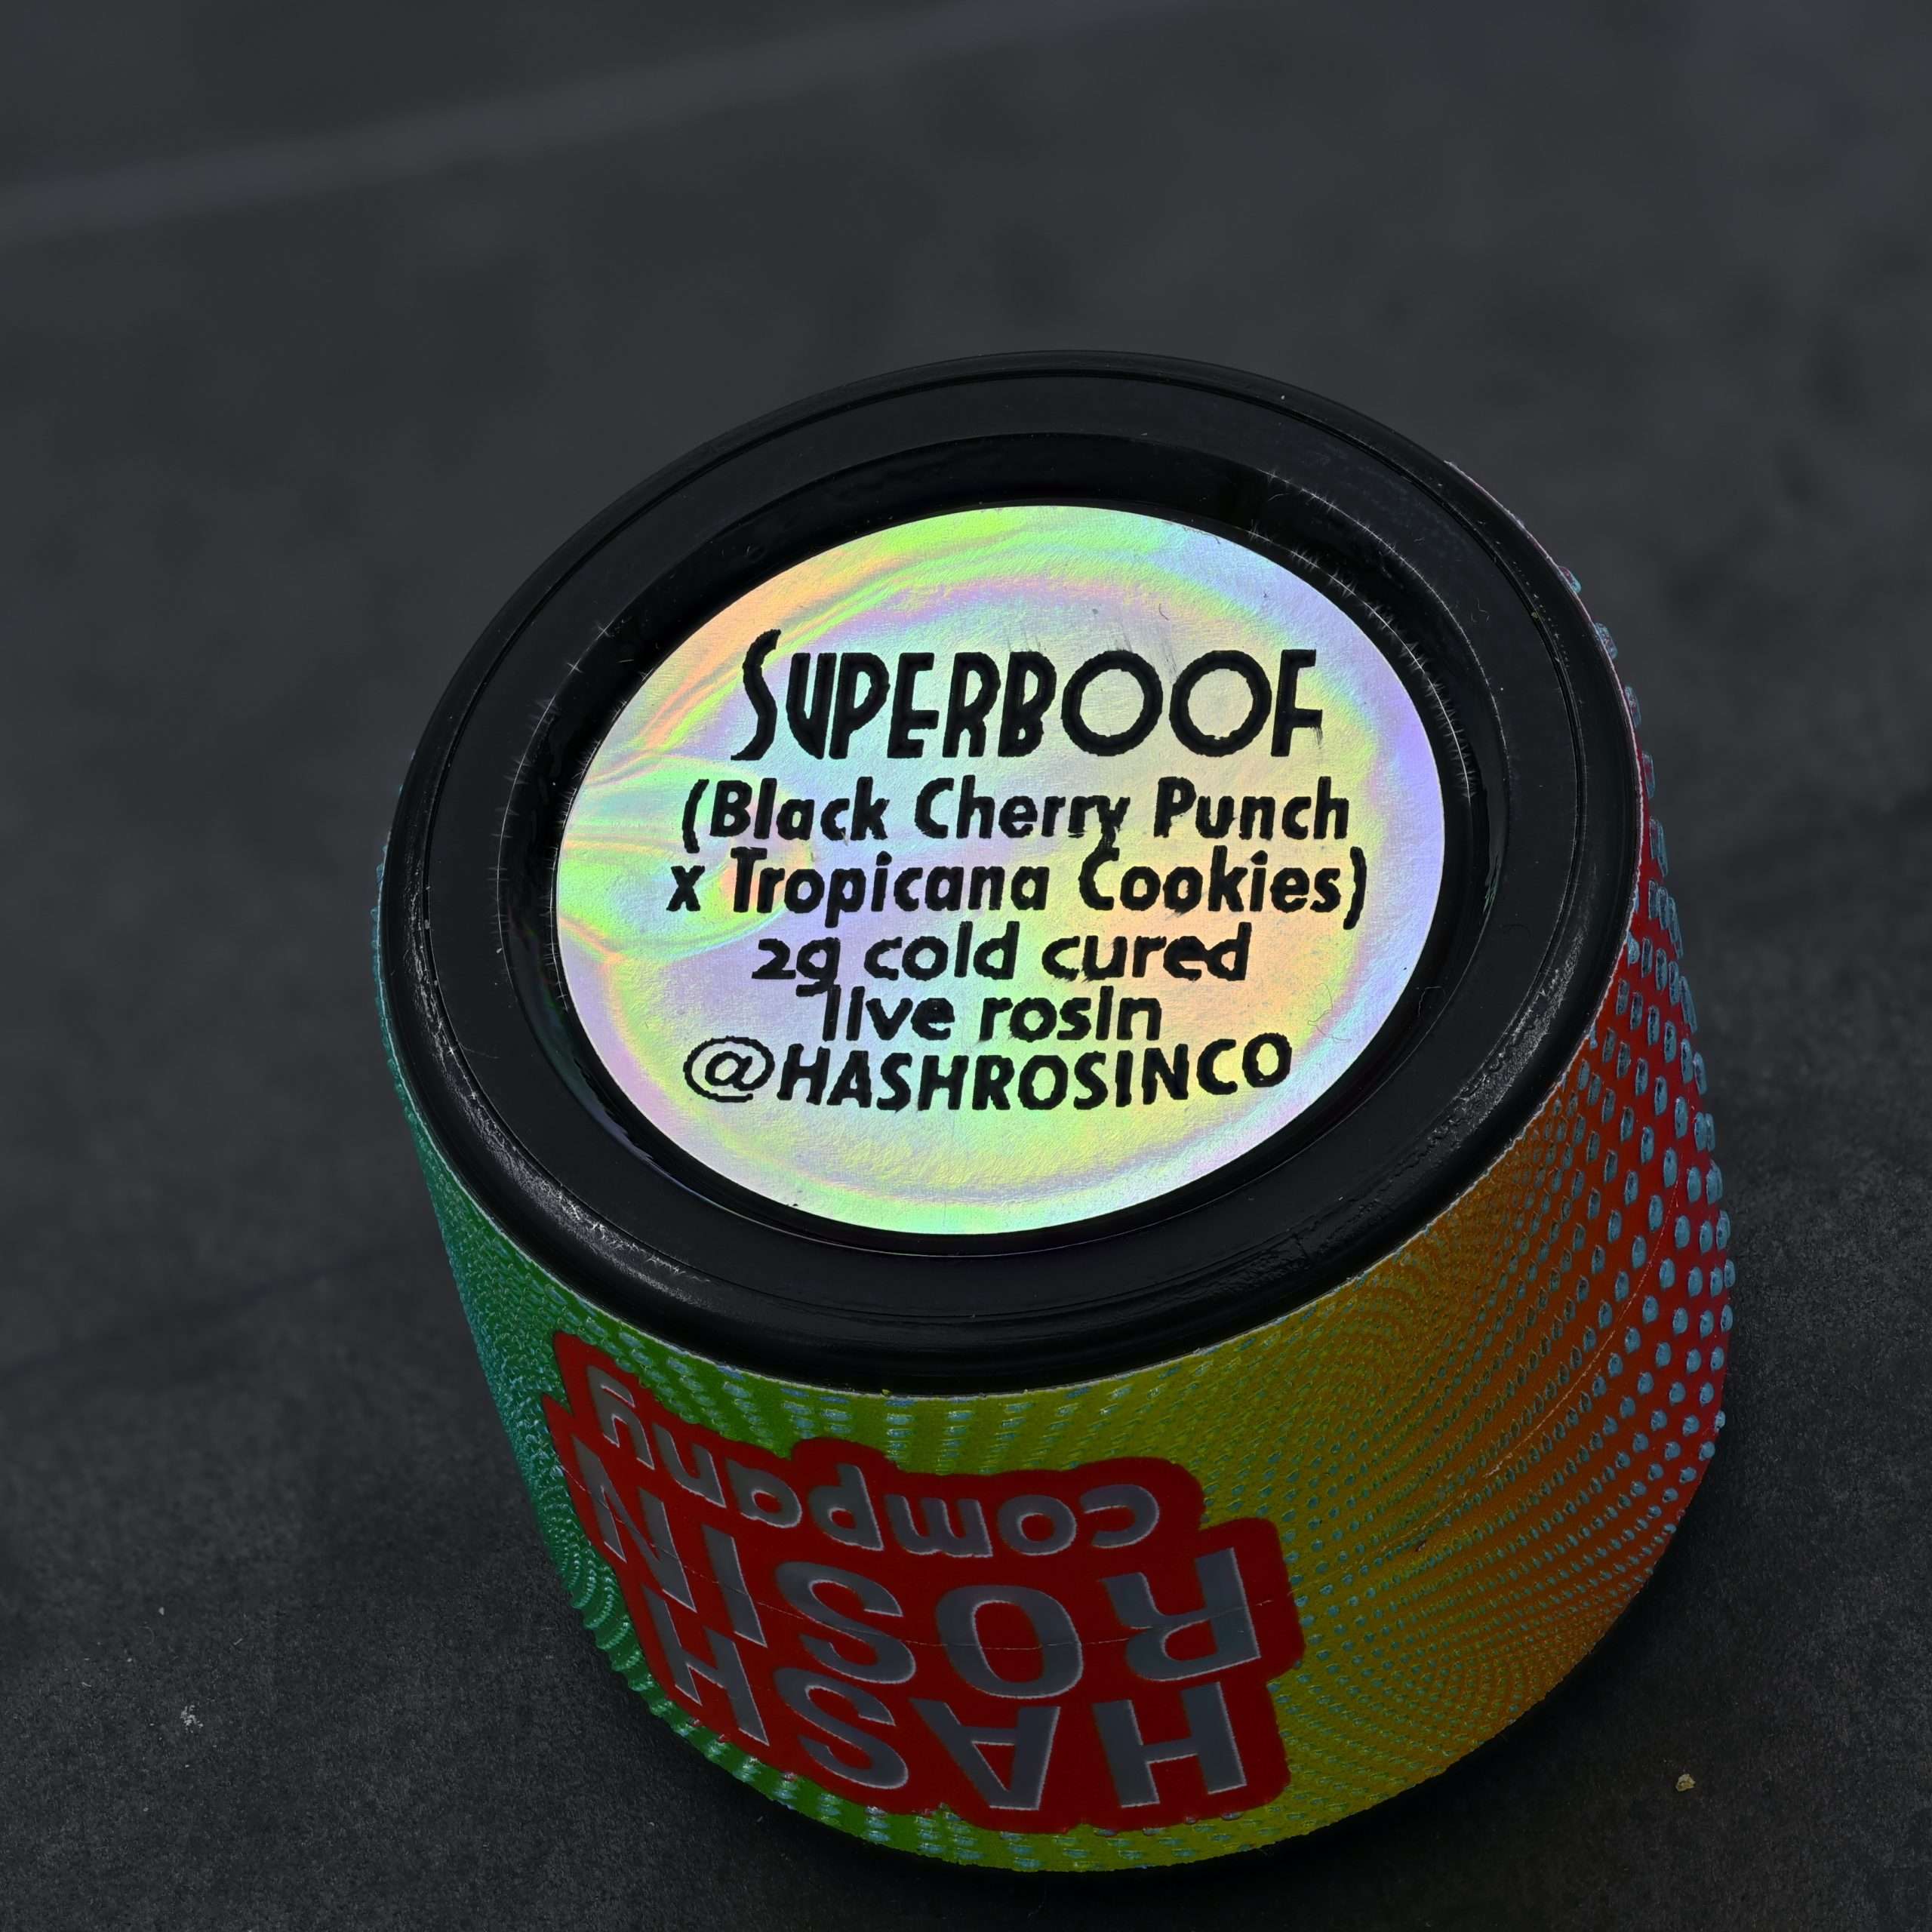 SUPERBOOF
(Black Cherry Punch
x Tropicana Cookies)
2g cold cured
live rosin
@HASHROSINCO
HASH
ROSIN
company